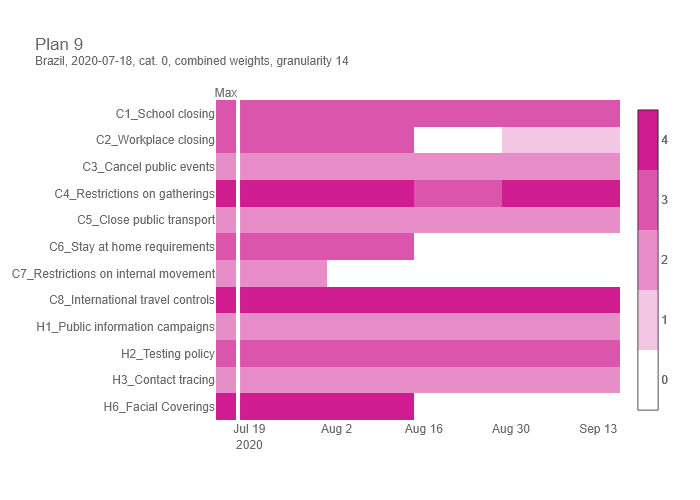 Plan 9
Brazil, 2020-07-18, cat. 0, combined weights, granularity 14
Max
C1_School closing
C2_Workplace closing
C3_Cancel public events
C4_Restrictions on gatherings
C5_Close public transport
C6_Stay at home requirements
C7_Restrictions on internal movement
C8_International travel controls
H1_Public information campaigns
H2_Testing policy
H3_Contact tracing
H6_Facial Coverings
4
3
2
1
0
Jul 19 Aug 2 Aug 16 Aug 30 Sep 13
2020